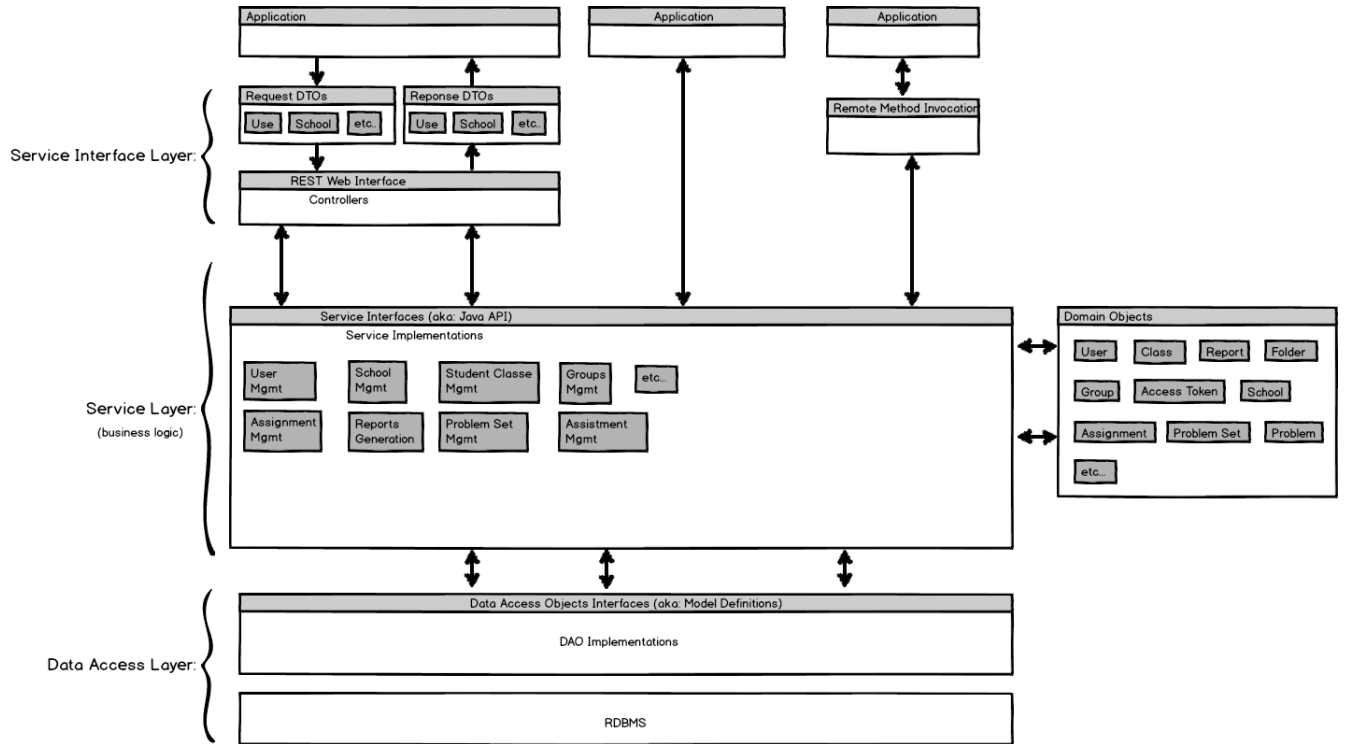 Application
Application
Application
Request DTOs
Reponse DTOs
Use
School
etc..
Use
School
etc..
Remote Method Invocation
Service Interface Layer:
REST Web Interface
Controllers
Service Interfaces (aka: Java API)
Service Implementations
User
Mgmt
School
Mgmt
Student Classe
Mgmt
Groups
Mgmt
etc...
Assignment
Mgmt
Reports
Generation
Problem Set
Mgmt
Assistment
Mgmt
Service Layer:
(business logic)
Domain Objects
User
Class
Report
Folder
Group
Access Token
School
Assignment
Problem Set
Problem
etc...
Data Access Objects Interfaces (aka: Model Definitions)
DAO Implementations
Data Access Layer:
RDBMS